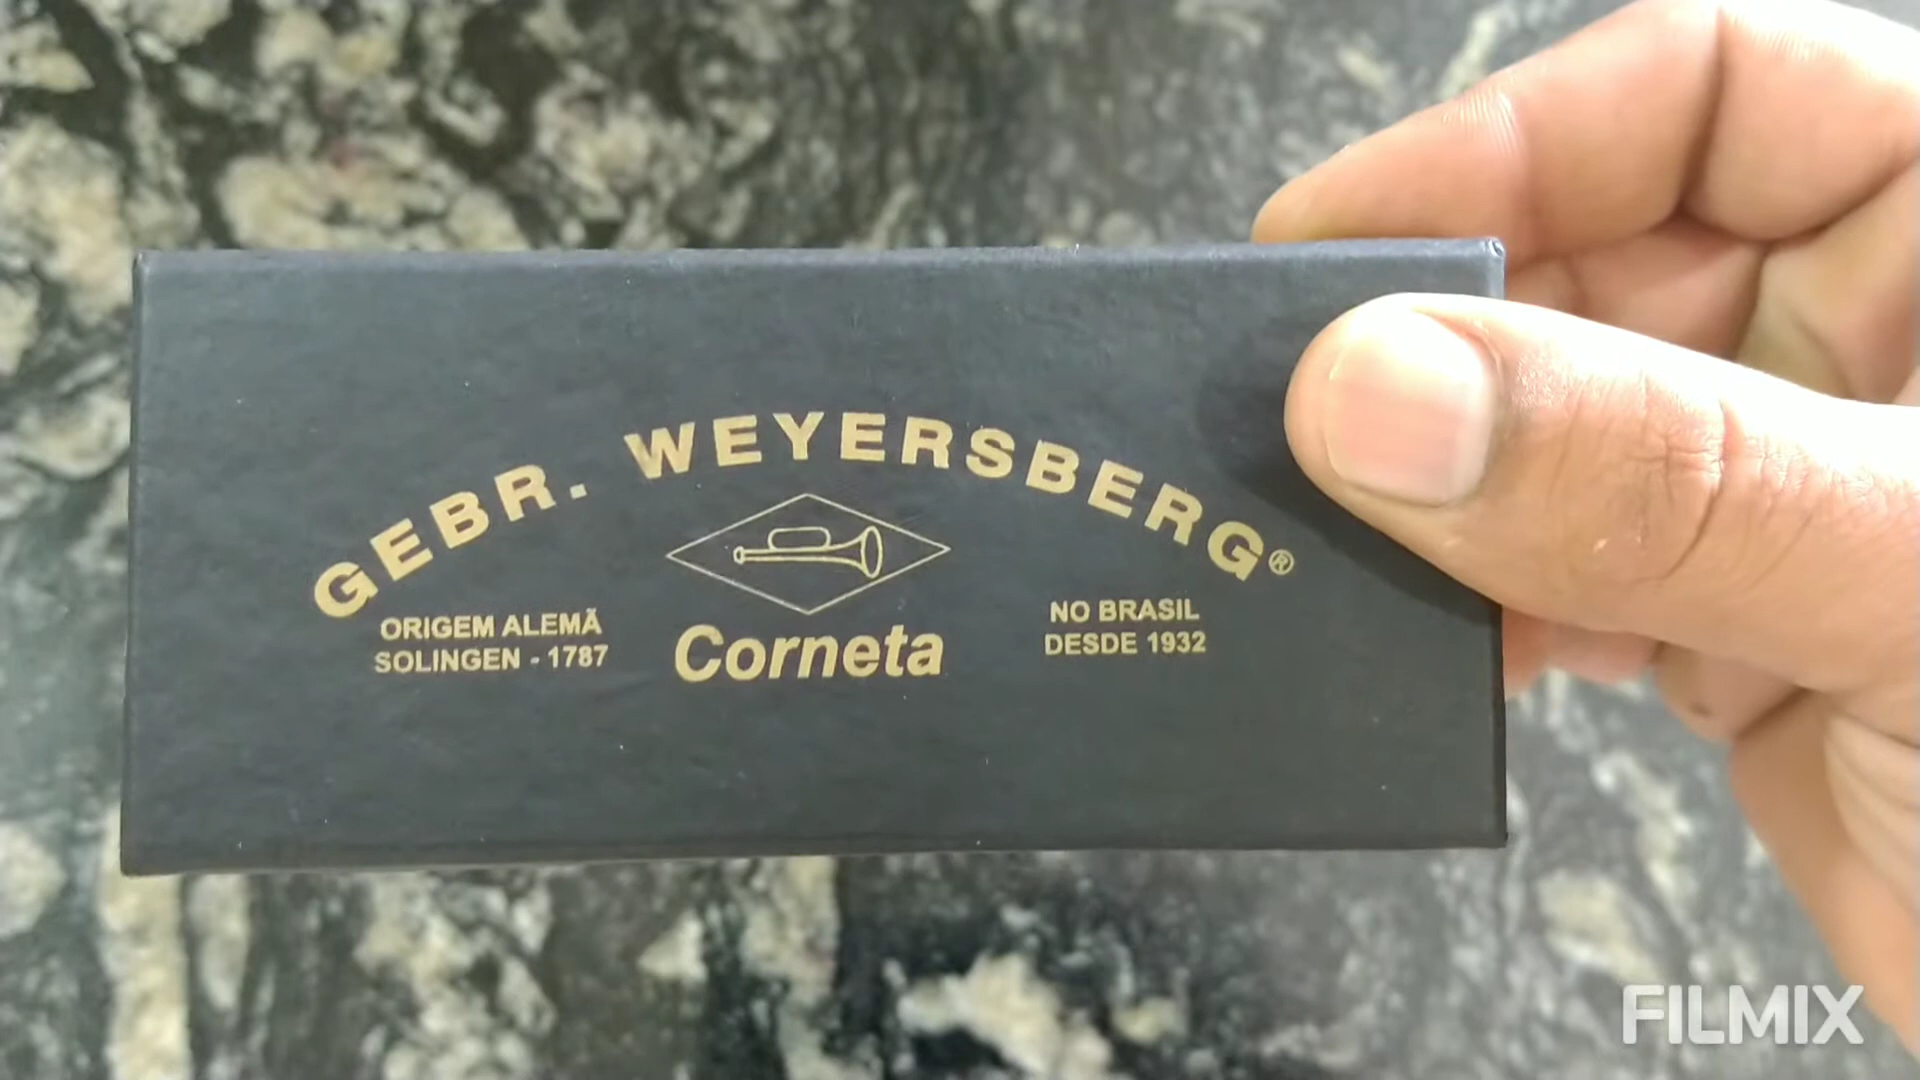 GEBR. WEYERSBERG®
ORIGEM ALEMÃ
SOLINGEN - 1787
Corneta
NO BRASIL
DESDE 1932
FILMIX